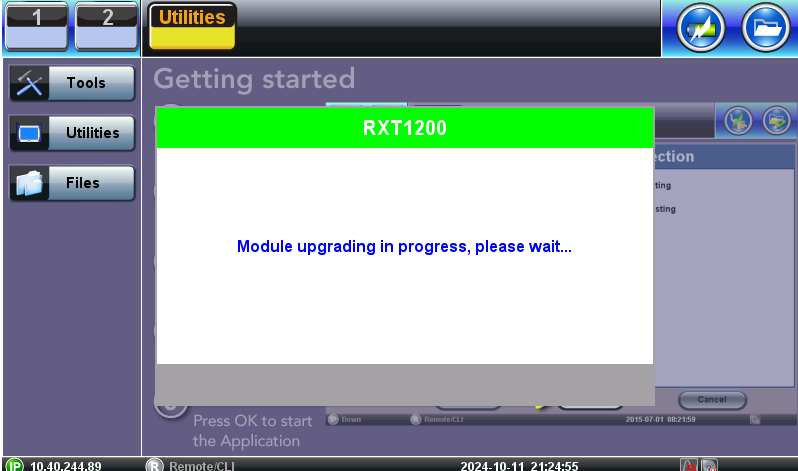 1 2 Utilities
Tools
Utilities
Files
Getting started
RXT1200
Module upgrading in progress, please wait...
ection
ting
sting
Cancel
IP Down R Remote/CLI 2015-07-01 08:21:59
Press OK to start
the Application
IP 10.40.244.89 R Remote/CLI 2024-10-11 21:24:55